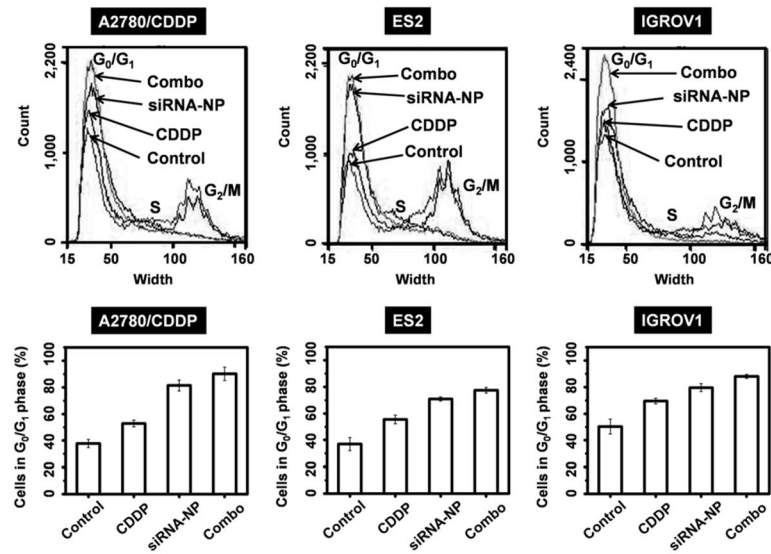 A2780/CDDP
ES2
IGROV1
2,200
1,000
0
Count
G0/G1
Combo
siRNA-NP
CDDP
Control
S
G2/M
15 50 100 160
Width
2,200
1,000
0
Count
G0/G1
Combo
siRNA-NP
CDDP
Control
S
G2/M
15 50 100 160
Width
2,400
1,000
0
Count
G0/G1
Combo
siRNA-NP
CDDP
Control
S
G2/M
15 50 100 160
Width
A2780/CDDP
ES2
IGROV1
Cells in G0/G1 phase (%)
100
80
60
40
20
0
Control CDDP siRNA-NP Combo
Cells in G0/G1 phase (%)
100
80
60
40
20
0
Control CDDP siRNA-NP Combo
Cells in G0/G1 phase (%)
100
80
60
40
20
0
Control CDDP siRNA-NP Combo